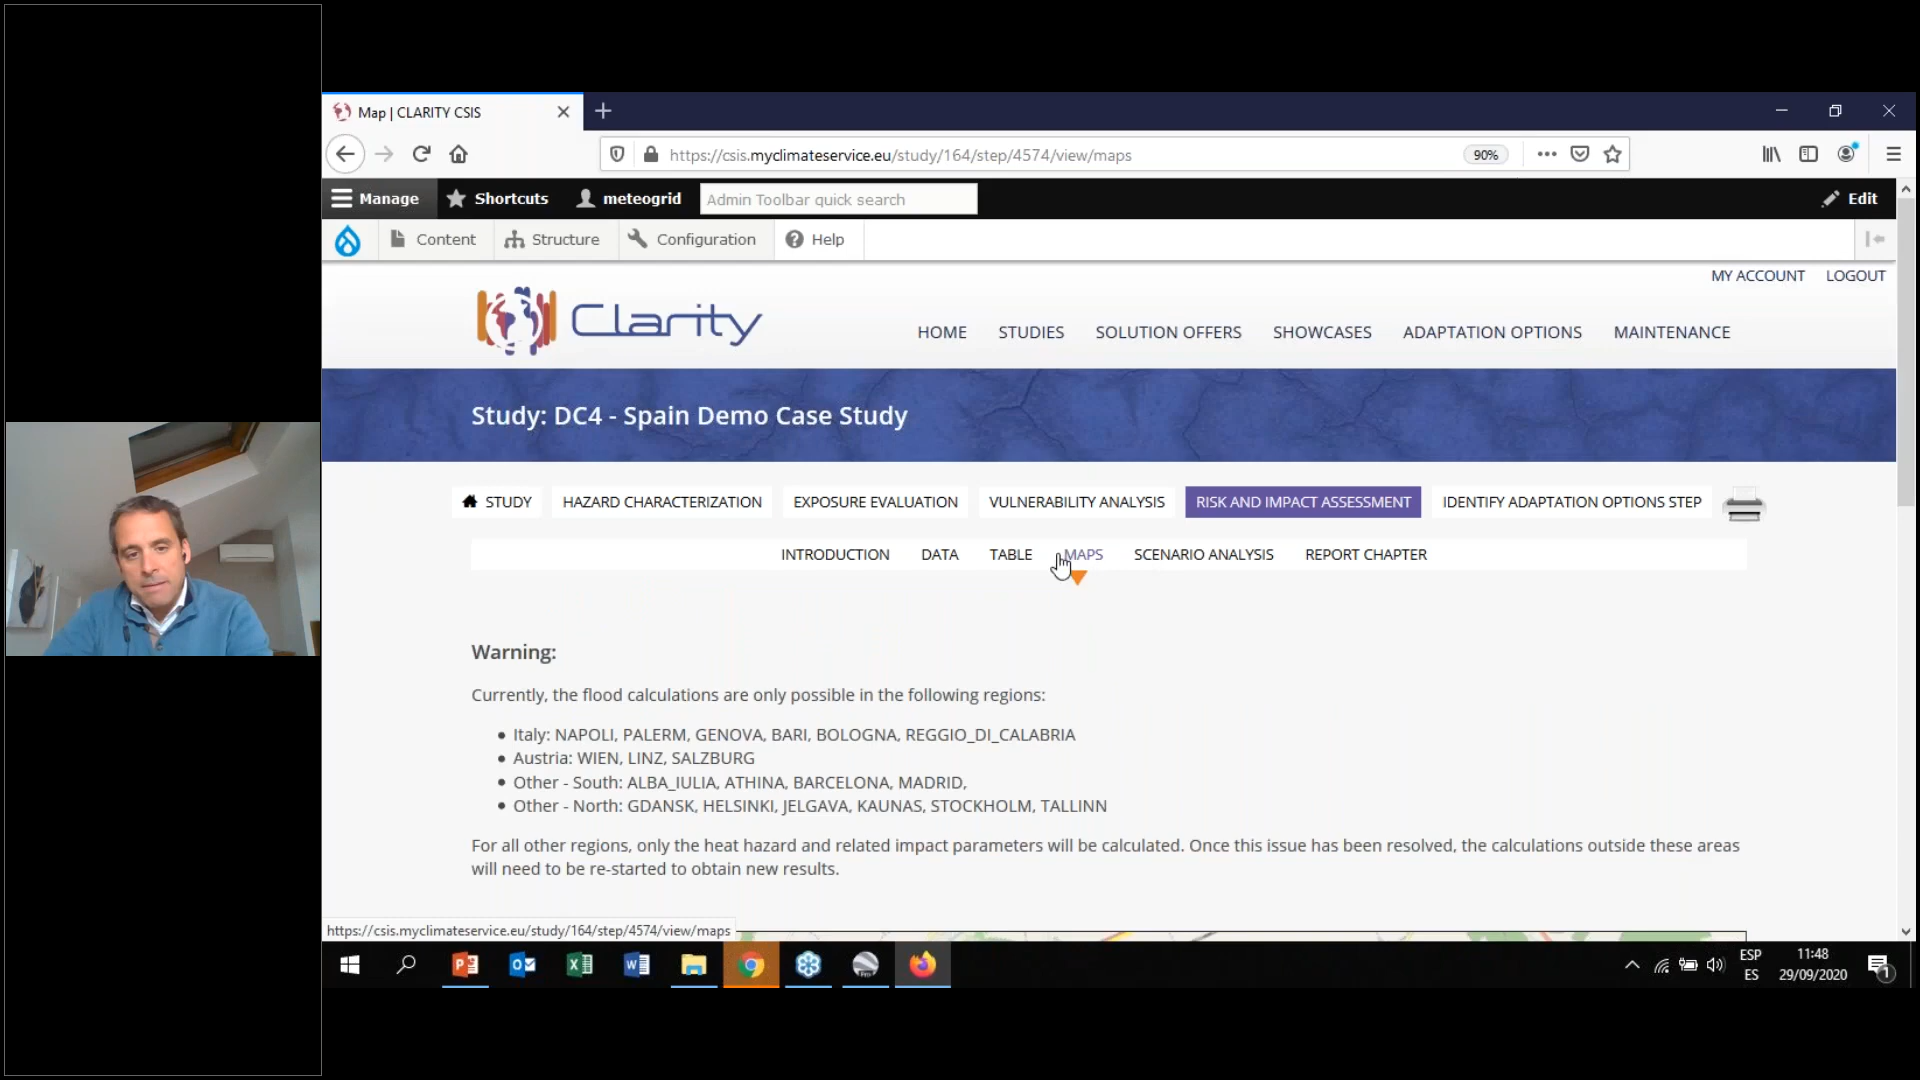 Map | CLARITY CSIS
https://csis.myclimateservice.eu/study/164/step/4574/view/maps
90%
Manage
Shortcuts
meteogrid
Admin Toolbar quick search
Edit
Content
Structure
Configuration
Help
MY ACCOUNT
LOGOUT
Clarity
HOME
STUDIES
SOLUTION OFFERS
SHOWCASES
ADAPTATION OPTIONS
MAINTENANCE
Study: DC4 - Spain Demo Case Study
STUDY
HAZARD CHARACTERIZATION
EXPOSURE EVALUATION
VULNERABILITY ANALYSIS
RISK AND IMPACT ASSESSMENT
IDENTIFY ADAPTATION OPTIONS STEP
INTRODUCTION
DATA
TABLE
MAPS
SCENARIO ANALYSIS
REPORT CHAPTER
Warning:
Currently, the flood calculations are only possible in the following regions:
Italy: NAPOLI, PALERM, GENOVA, BARI, BOLOGNA, REGGIO_DI_CALABRIA
Austria: WIEN, LINZ, SALZBURG
Other - South: ALBA_IULIA, ATHINA, BARCELONA, MADRID,
Other - North: GDANSK, HELSINKI, JELGAVA, KAUNAS, STOCKHOLM, TALLINN
For all other regions, only the heat hazard and related impact parameters will be calculated. Once this issue has been resolved, the calculations outside these areas
will need to be re-started to obtain new results.
https://csis.myclimateservice.eu/study/164/step/4574/view/maps
ESP
ES
11:48
29/09/2020
1